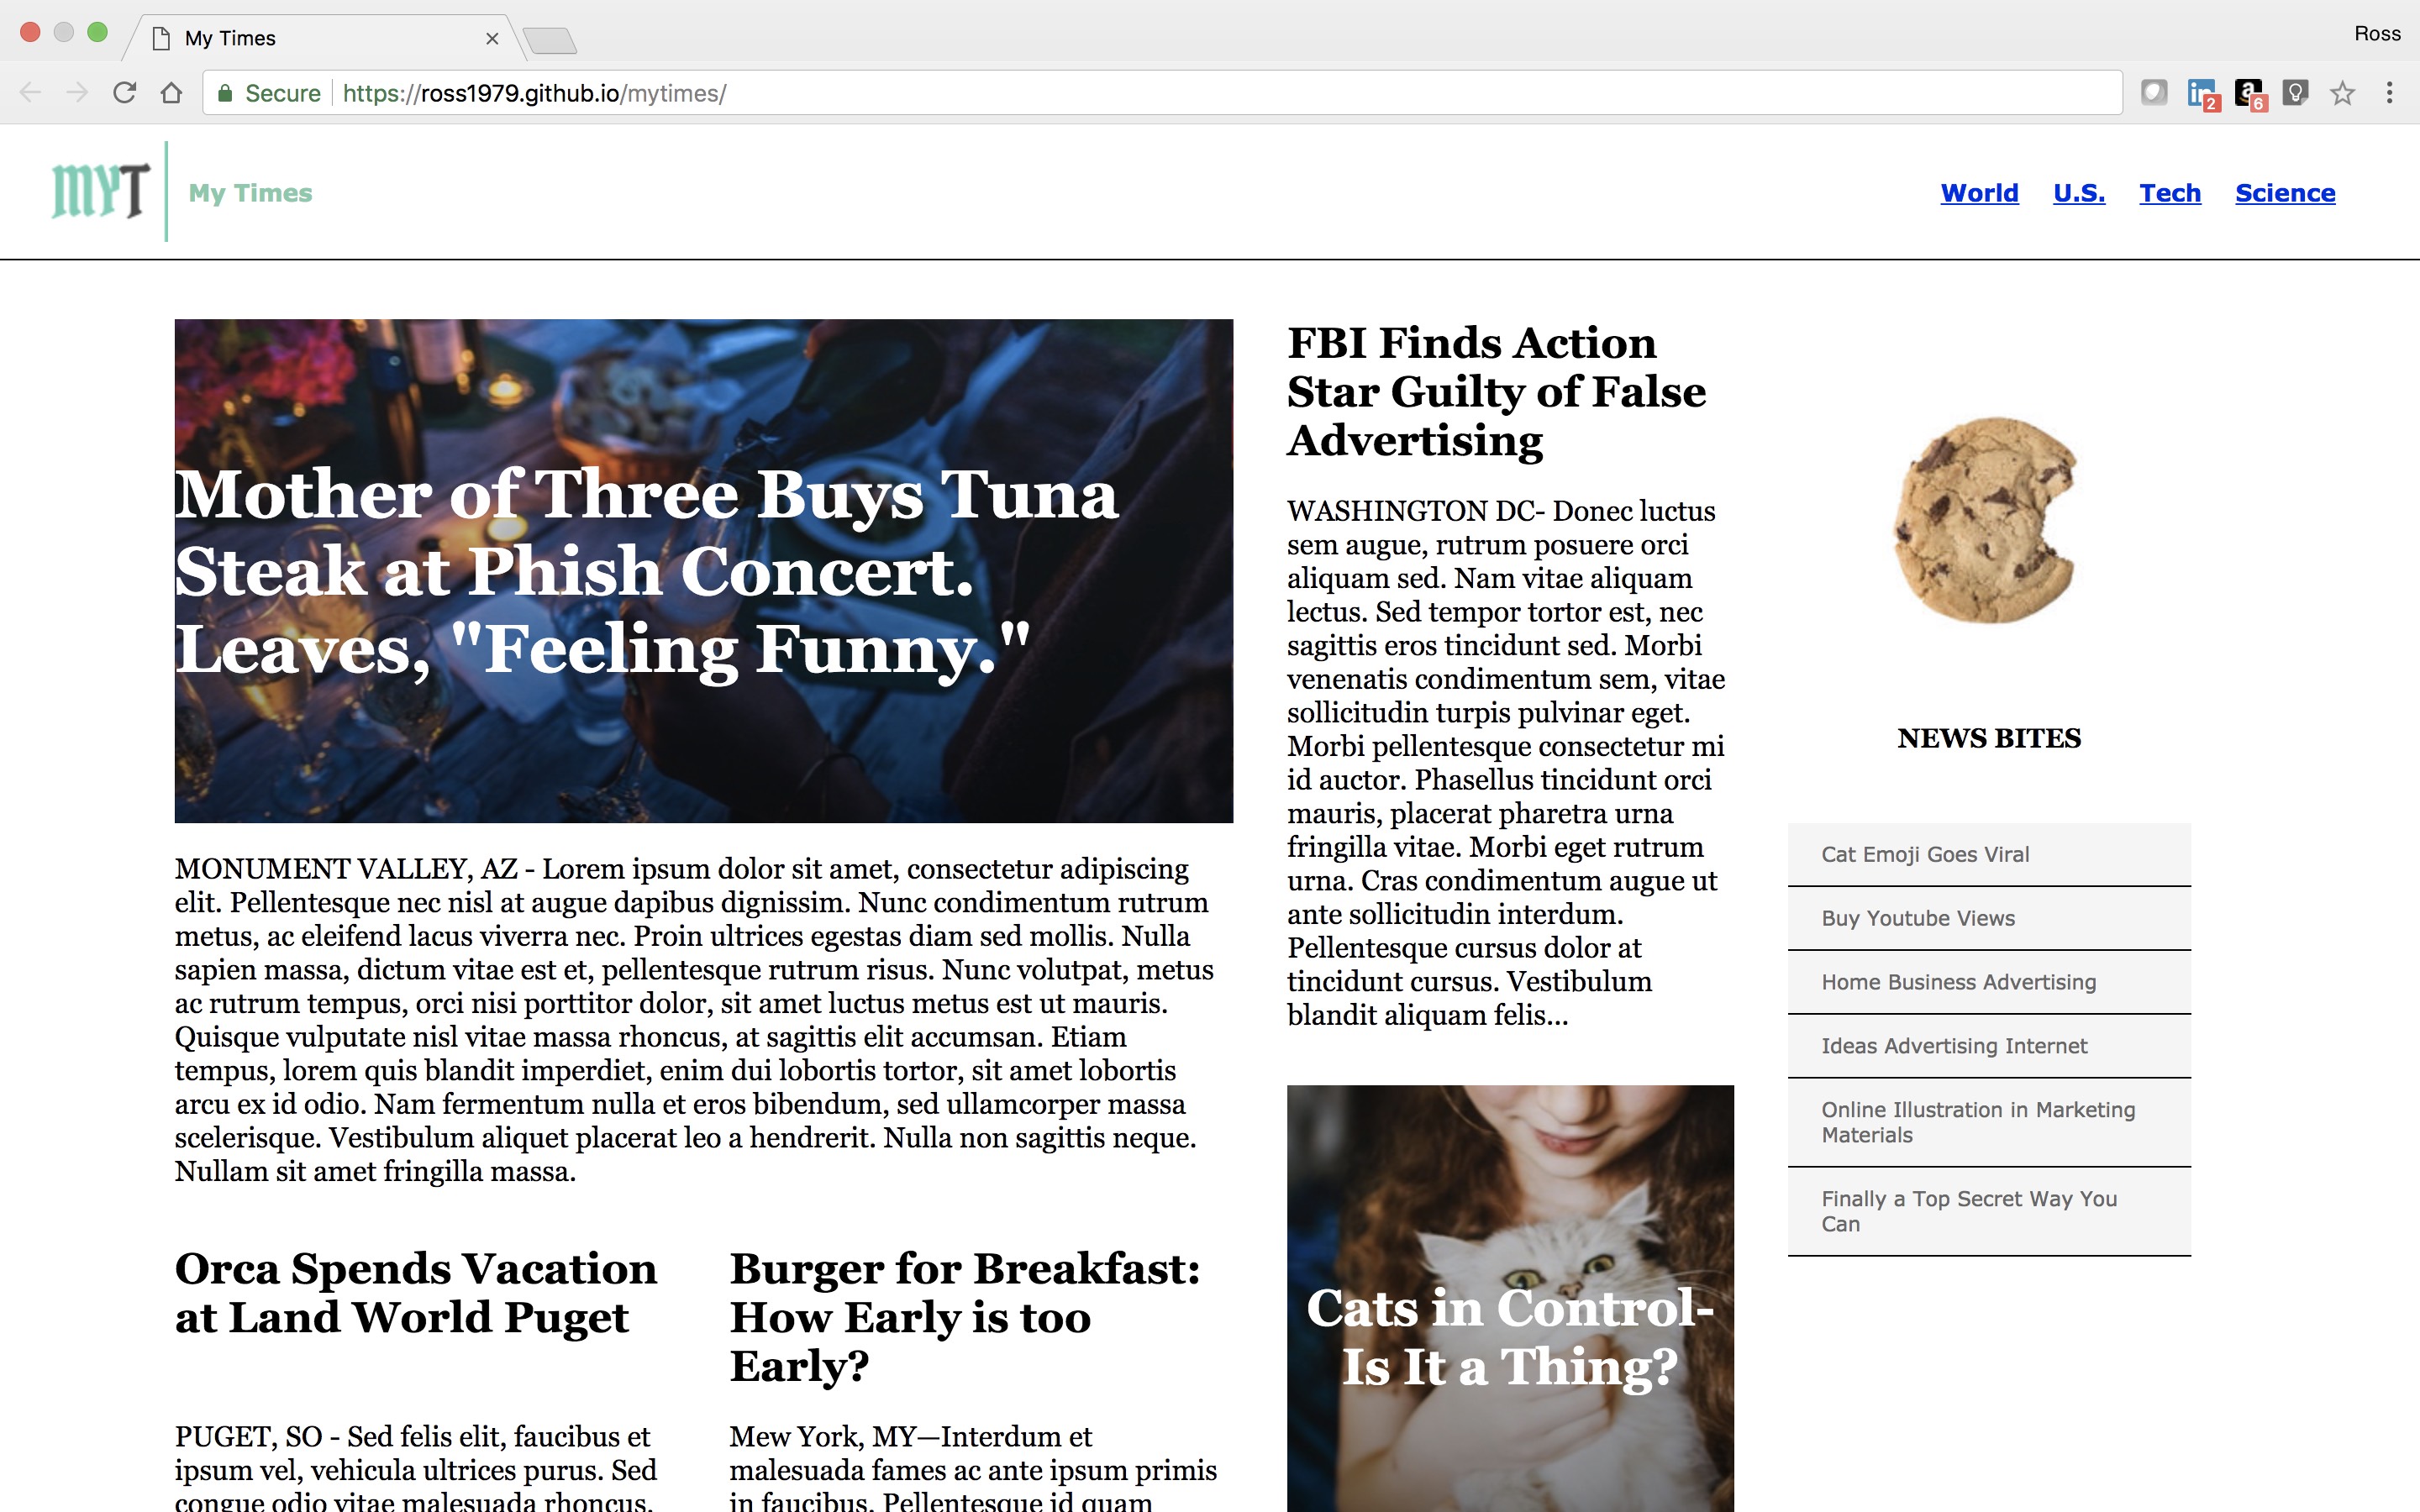 My Times
Ross
Secure
https://ross1979.github.io/mytimes/
2
a
6
MYT
My Times
World
U.S.
Tech
Science
Mother of Three Buys Tuna
Steak at Phish Concert.
Leaves, "Feeling Funny."
MONUMENT VALLEY, AZ - Lorem ipsum dolor sit amet, consectetur adipiscing
elit. Pellentesque nec nisl at augue dapibus dignissim. Nunc condimentum rutrum
metus, ac eleifend lacus viverra nec. Proin ultrices egestas diam sed mollis. Nulla
sapien massa, dictum vitae est et, pellentesque rutrum risus. Nunc volutpat, metus
ac rutrum tempus, orci nisi porttitor dolor, sit amet luctus metus est ut mauris.
Quisque vulputate nisl vitae massa rhoncus, at sagittis elit accumsan. Etiam
tempus, lorem quis blandit imperdiet, enim dui lobortis tortor, sit amet lobortis
arcu ex id odio. Nam fermentum nulla et eros bibendum, sed ullamcorper massa
scelerisque. Vestibulum aliquet placerat leo a hendrerit. Nulla non sagittis neque.
Nullam sit amet fringilla massa.
Orca Spends Vacation
at Land World Puget
PUGET, SO - Sed felis elit, faucibus et
ipsum vel, vehicula ultrices purus. Sed
congue odio vitae malesuada rhoncus.
Burger for Breakfast:
How Early is too
Early?
Mew York, MY—Interdum et
malesuada fames ac ante ipsum primis
in faucibus. Pellentesque id quam
FBI Finds Action
Star Guilty of False
Advertising
WASHINGTON DC- Donec luctus
sem augue, rutrum posuere orci
aliquam sed. Nam vitae aliquam
lectus. Sed tempor tortor est, nec
sagittis eros tincidunt sed. Morbi
venenatis condimentum sem, vitae
sollicitudin turpis pulvinar eget.
Morbi pellentesque consectetur mi
id auctor. Phasellus tincidunt orci
mauris, placerat pharetra urna
fringilla vitae. Morbi eget rutrum
urna. Cras condimentum augue ut
ante sollicitudin interdum.
Pellentesque cursus dolor at
tincidunt cursus. Vestibulum
blandit aliquam felis...
Cats in Control-
Is It a Thing?
NEWS BITES
Cat Emoji Goes Viral
Buy Youtube Views
Home Business Advertising
Ideas Advertising Internet
Online Illustration in Marketing
Materials
Finally a Top Secret Way You
Can